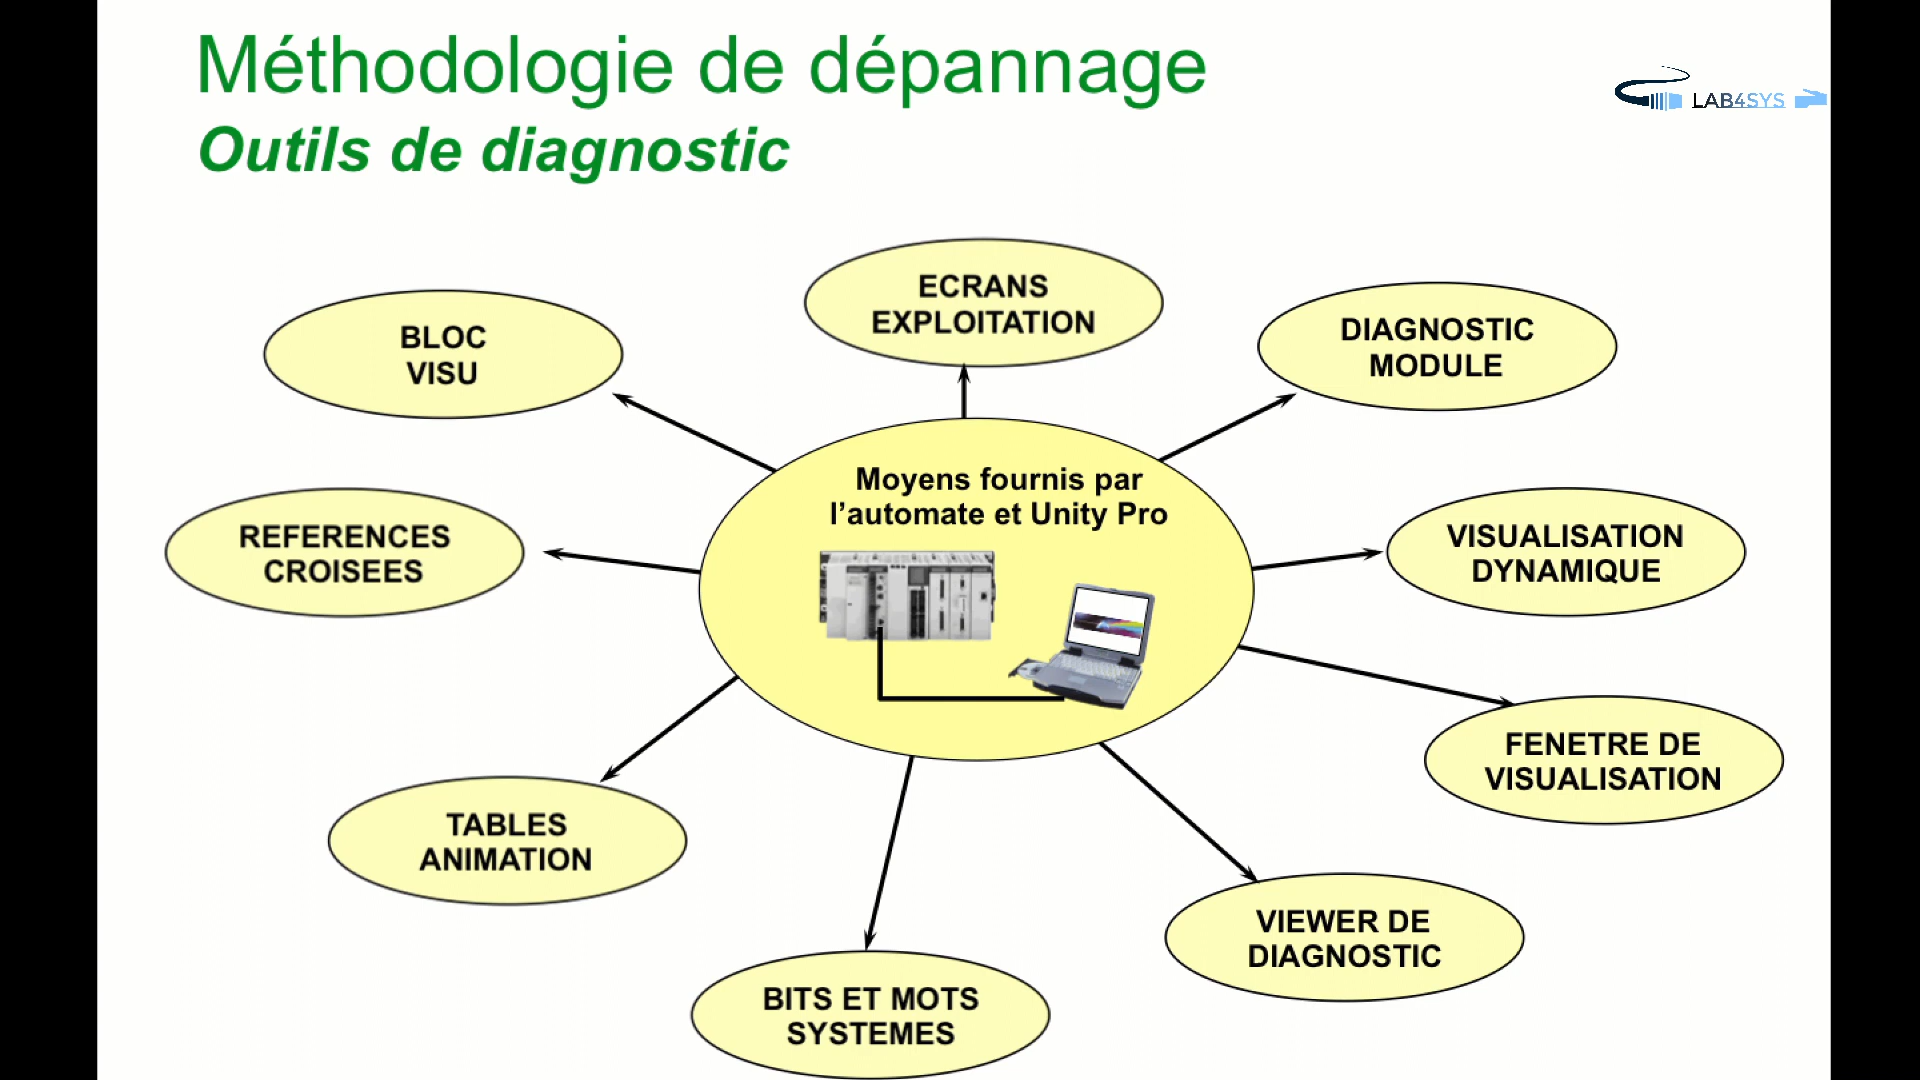 Méthodologie de dépannage
Outils de diagnostic
LAB4SYS
ECRANS
EXPLOITATION
BLOC
VISU
DIAGNOSTIC
MODULE
Moyens fournis par
l’automate et Unity Pro
REFERENCES
CROISEES
VISUALISATION
DYNAMIQUE
FENETRE DE
VISUALISATION
TABLES
ANIMATION
VIEWER DE
DIAGNOSTIC
BITS ET MOTS
SYSTEMES